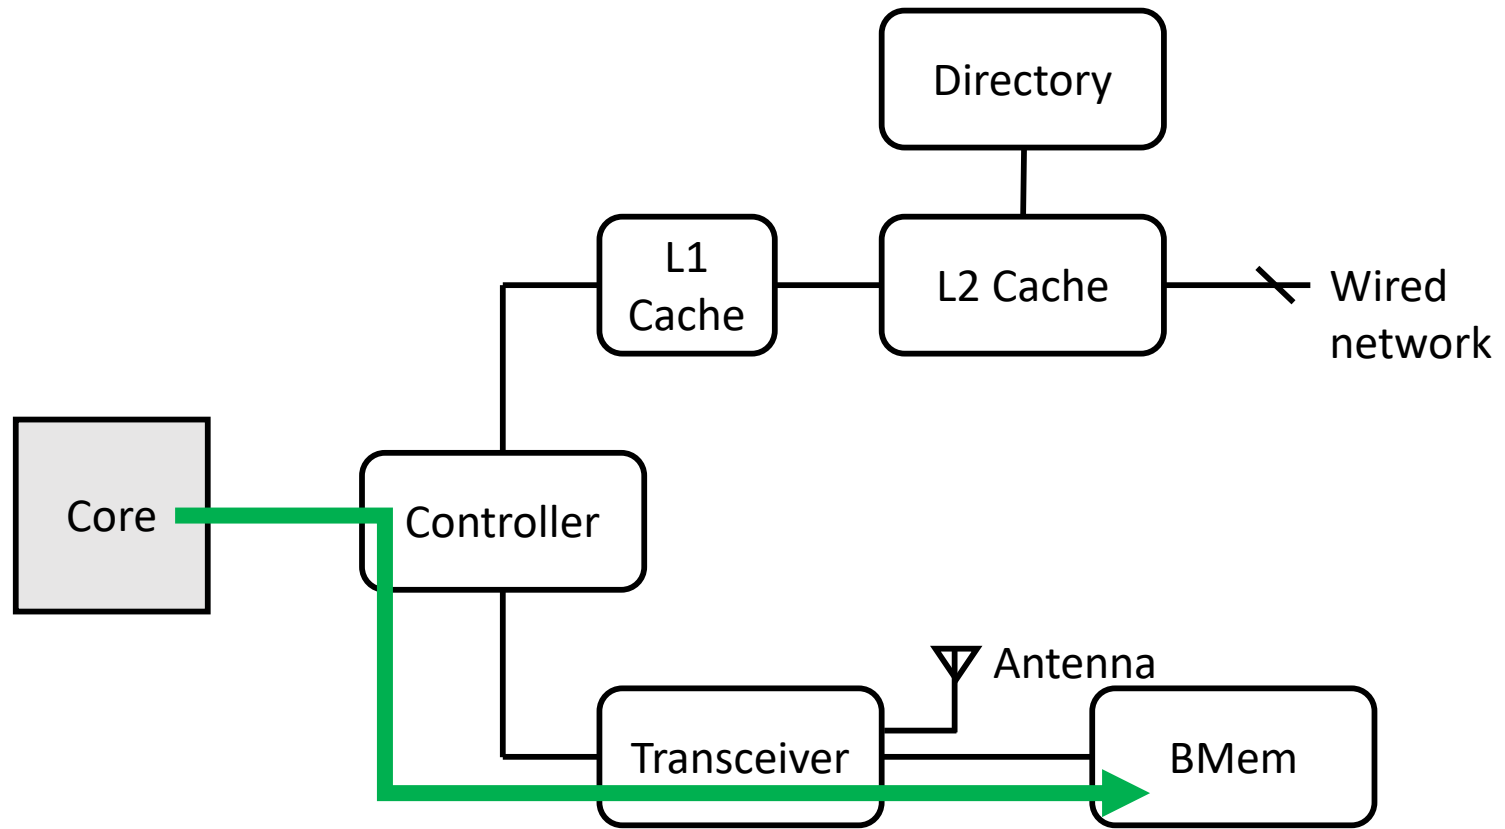 Directory
L1
Cache
L2 Cache
Wired
network
Core
Controller
Antenna
Transceiver
BMem